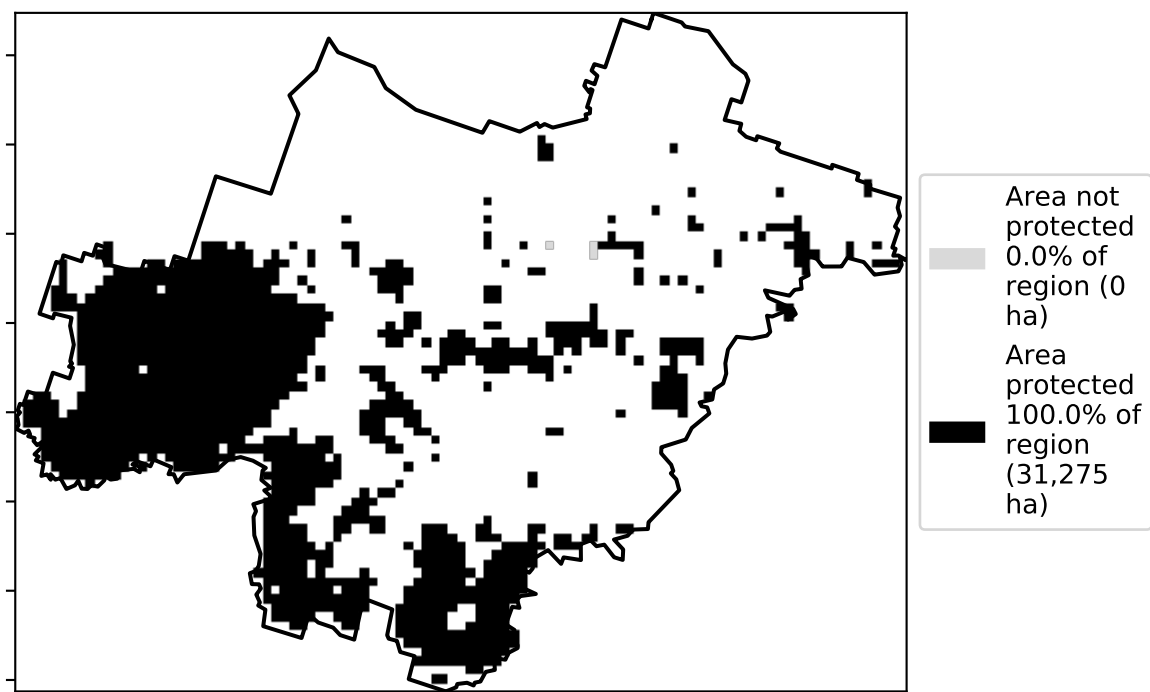 Area not
protected
0.0% of
region (0
ha)
Area
protected
100.0% of
region
(31,275
ha)